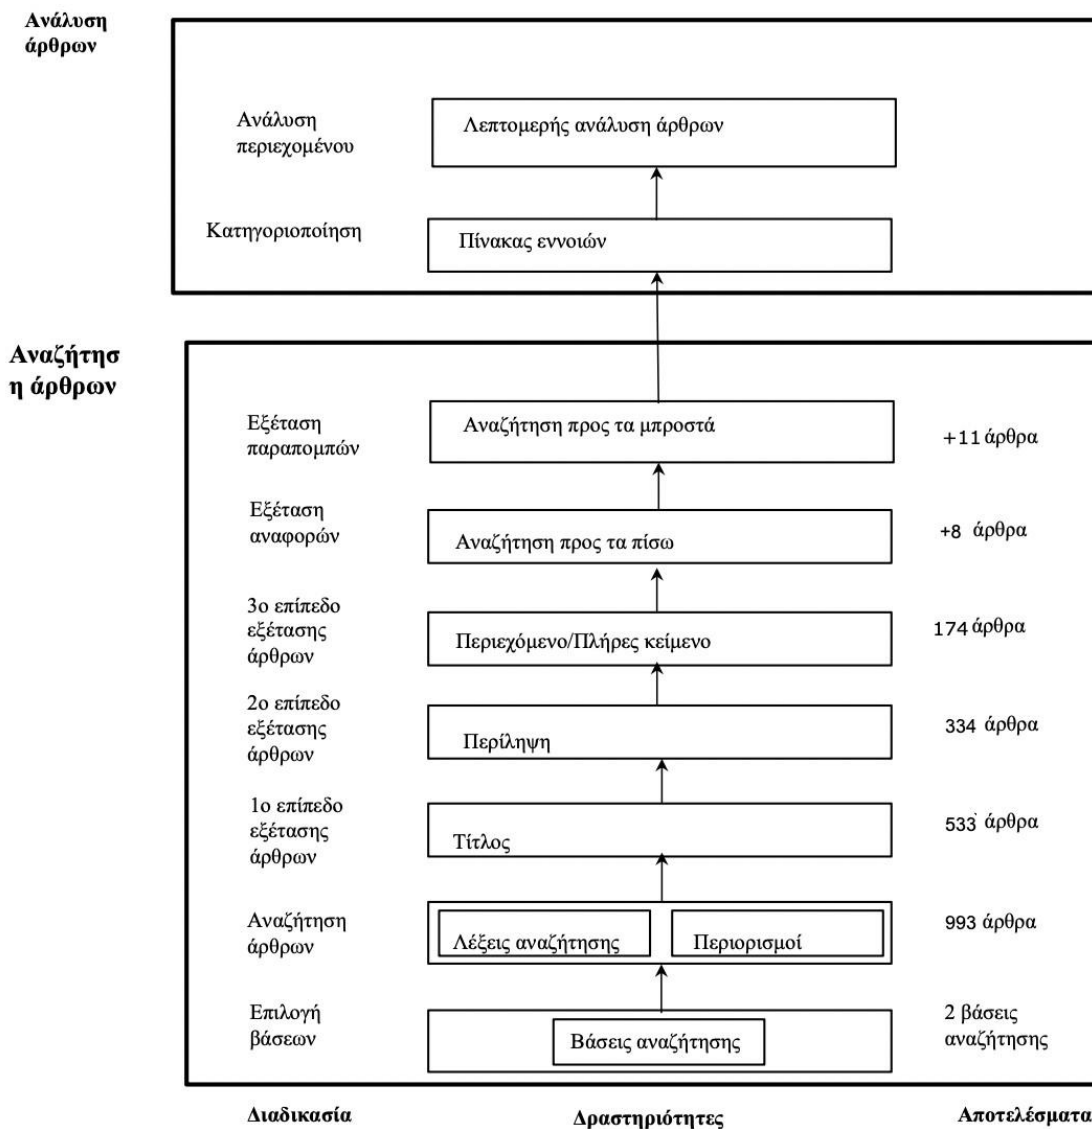 Ανάλυση
άρθρων
Ανάλυση
περιεχομένου
Λεπτομερής ανάλυση άρθρων
Κατηγοριοποίηση
Πίνακας εννοιών
Αναζήτησ
η άρθρων
Εξέταση
παραπομπών
Αναζήτηση προς τα μπροστά
+11 άρθρα
Εξέταση
αναφορών
Αναζήτηση προς τα πίσω
+8 άρθρα
3ο επίπεδο
εξέτασης
άρθρων
Περιεχόμενο/Πλήρες κείμενο
174 άρθρα
2ο επίπεδο
εξέτασης
άρθρων
Περίληψη
334 άρθρα
1ο επίπεδο
εξέτασης
άρθρων
Τίτλος
533 άρθρα
Αναζήτηση
άρθρων
Λέξεις αναζήτησης
Περιορισμοί
993 άρθρα
Επιλογή
βάσεων
Βάσεις αναζήτησης
2 βάσεις
αναζήτησης
Διαδικασία
Δραστηριότητες
Αποτελέσματα